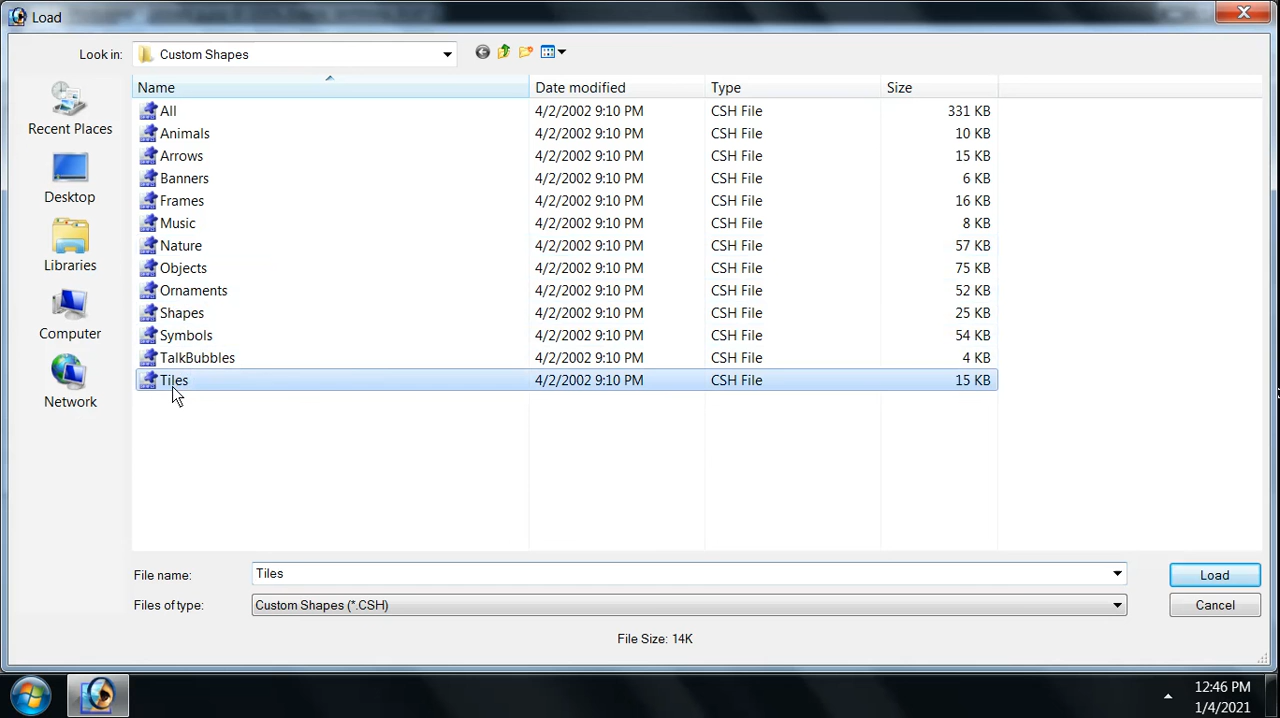 Load
Look in: Custom Shapes
Name Date modified Type Size
Recent Places
Desktop
Libraries
Computer
Network
All 4/2/2002 9:10 PM CSH File 331 KB
Animals 4/2/2002 9:10 PM CSH File 10 KB
Arrows 4/2/2002 9:10 PM CSH File 15 KB
Banners 4/2/2002 9:10 PM CSH File 6 KB
Frames 4/2/2002 9:10 PM CSH File 16 KB
Music 4/2/2002 9:10 PM CSH File 8 KB
Nature 4/2/2002 9:10 PM CSH File 57 KB
Objects 4/2/2002 9:10 PM CSH File 75 KB
Ornaments 4/2/2002 9:10 PM CSH File 52 KB
Shapes 4/2/2002 9:10 PM CSH File 25 KB
Symbols 4/2/2002 9:10 PM CSH File 54 KB
TalkBubbles 4/2/2002 9:10 PM CSH File 4 KB
Tiles 4/2/2002 9:10 PM CSH File 15 KB
File name: Tiles Load
Files of type: Custom Shapes (*.CSH) Cancel
File Size: 14K
12:46 PM
1/4/2021